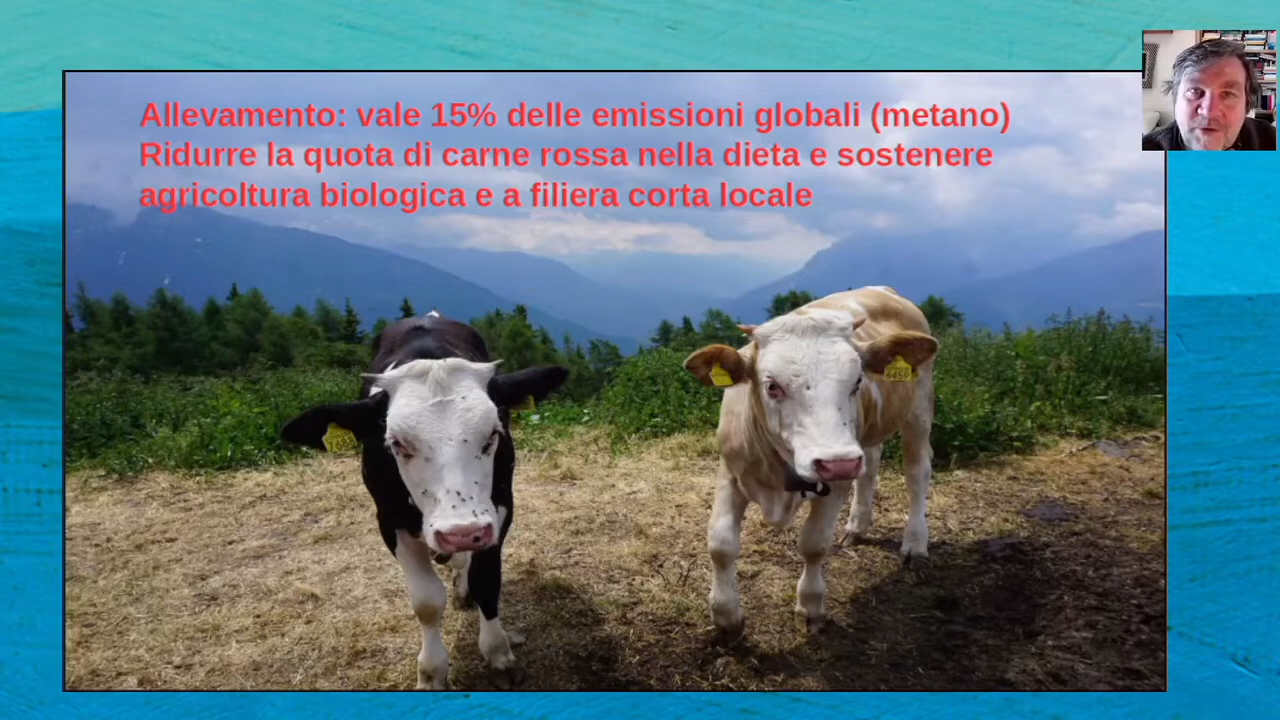 Allevamento: vale 15% delle emissioni globali (metano)
Ridurre la quota di carne rossa nella dieta e sostenere
agricoltura biologica e a filiera corta locale